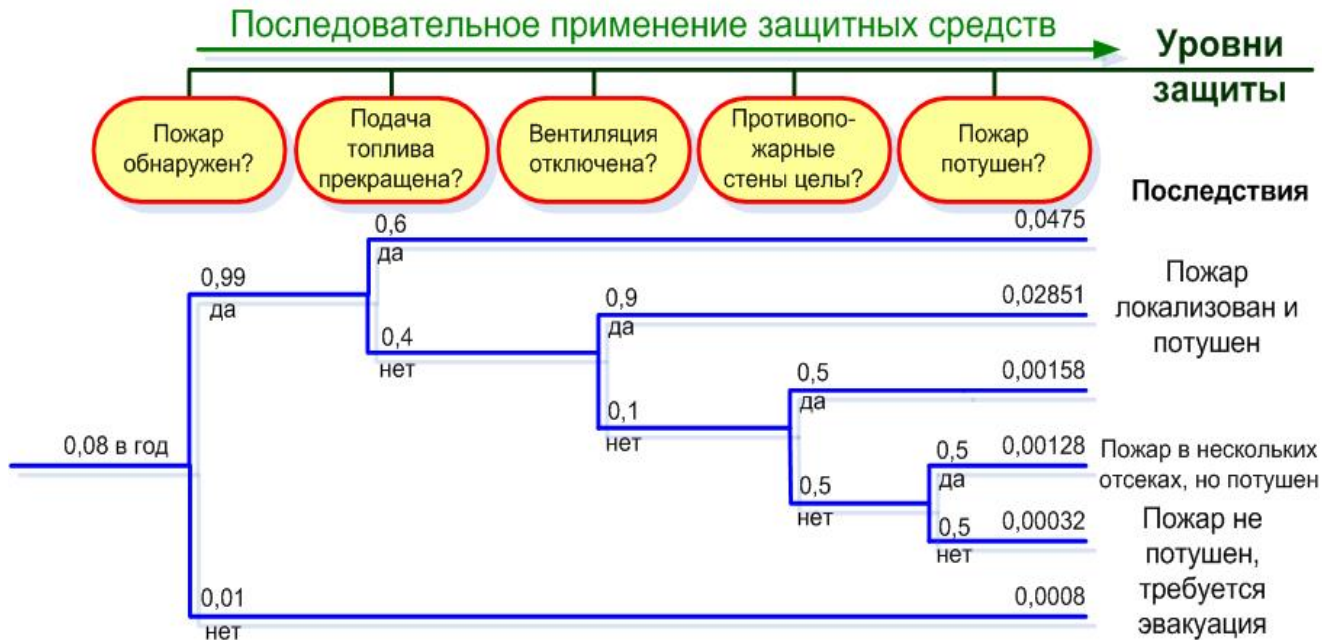 Последовательное применение защитных средств
Уровни
защиты
Пожар
обнаружен?
Подача
топлива
прекращена?
Вентиляция
отключена?
Противопо-
жарные
стены целы?
Пожар
потушен?
Последствия
0,6
да
0,0475
0,99
да
0,9
да
0,02851
Пожар
локализован и
потушен
0,4
нет
0,5
да
0,00158
0,1
нет
0,08 в год
0,5
да
0,00128
Пожар в нескольких
отсеках, но потушен
0,5
нет
0,5
нет
0,00032
Пожар не
потушен,
требуется
эвакуация
0,01
нет
0,0008